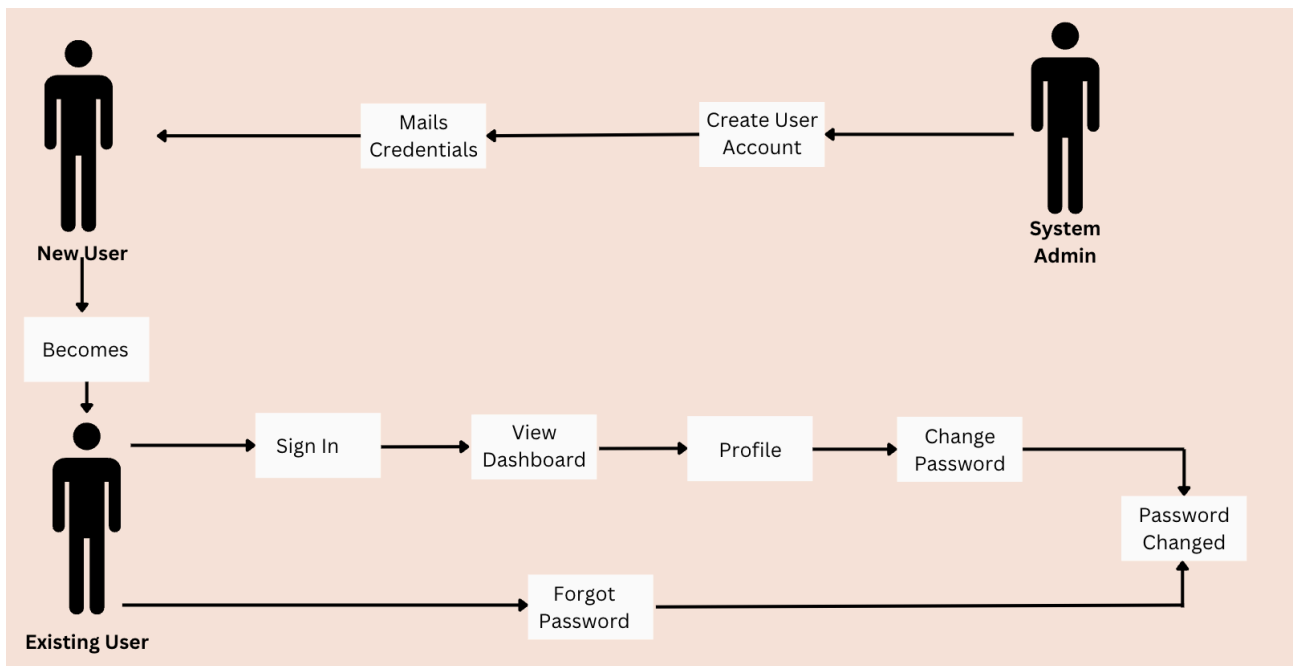 Mails
Credentials
Create User
Account
New User
System
Admin
Becomes
Sign In
View
Dashboard
Profile
Change
Password
Password
Changed
Forgot
Password
Existing User